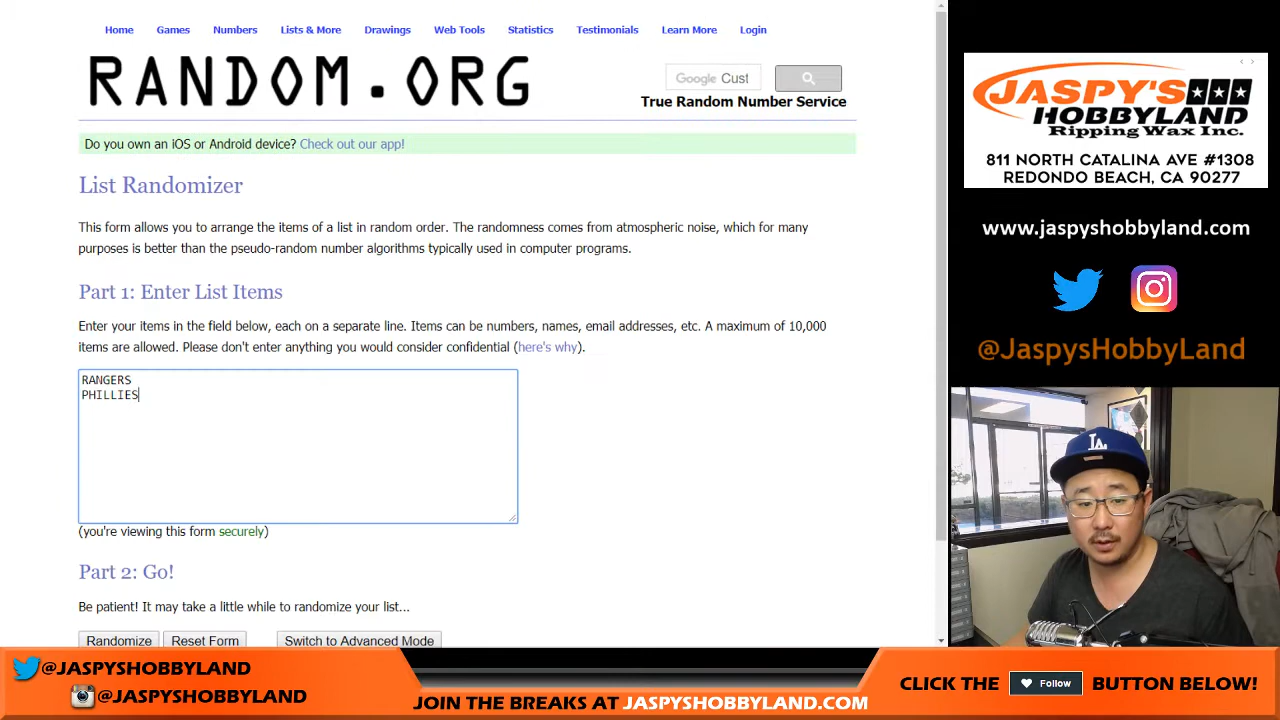 Home Games Numbers Lists & More Drawings Web Tools Statistics Testimonials Learn More Login
RANDOM.ORG
Google Cust
True Random Number Service
Do you own an iOS or Android device? Check out our app!
List Randomizer
This form allows you to arrange the items of a list in random order. The randomness comes from atmospheric noise, which for many
purposes is better than the pseudo-random number algorithms typically used in computer programs.
Part 1: Enter List Items
Enter your items in the field below, each on a separate line. Items can be numbers, names, email addresses, etc. A maximum of 10,000
items are allowed. Please don't enter anything you would consider confidential (here's why).
RANGERS
PHILLIES
(you're viewing this form securely)
Part 2: Go!
Be patient! It may take a little while to randomize your list...
Randomize Reset Form Switch to Advanced Mode
JASPY'S
HOBBYLAND
Ripping Wax Inc.
811 NORTH CATALINA AVE #1308
REDONDO BEACH, CA 90277
www.jaspyshobbyland.com
@JaspysHobbyLand
LA
@JASPYSHOBBYLAND
@JASPYSHOBBYLAND
JOIN THE BREAKS AT JASPYSHOBBYLAND.COM
CLICK THE Follow BUTTON BELOW!